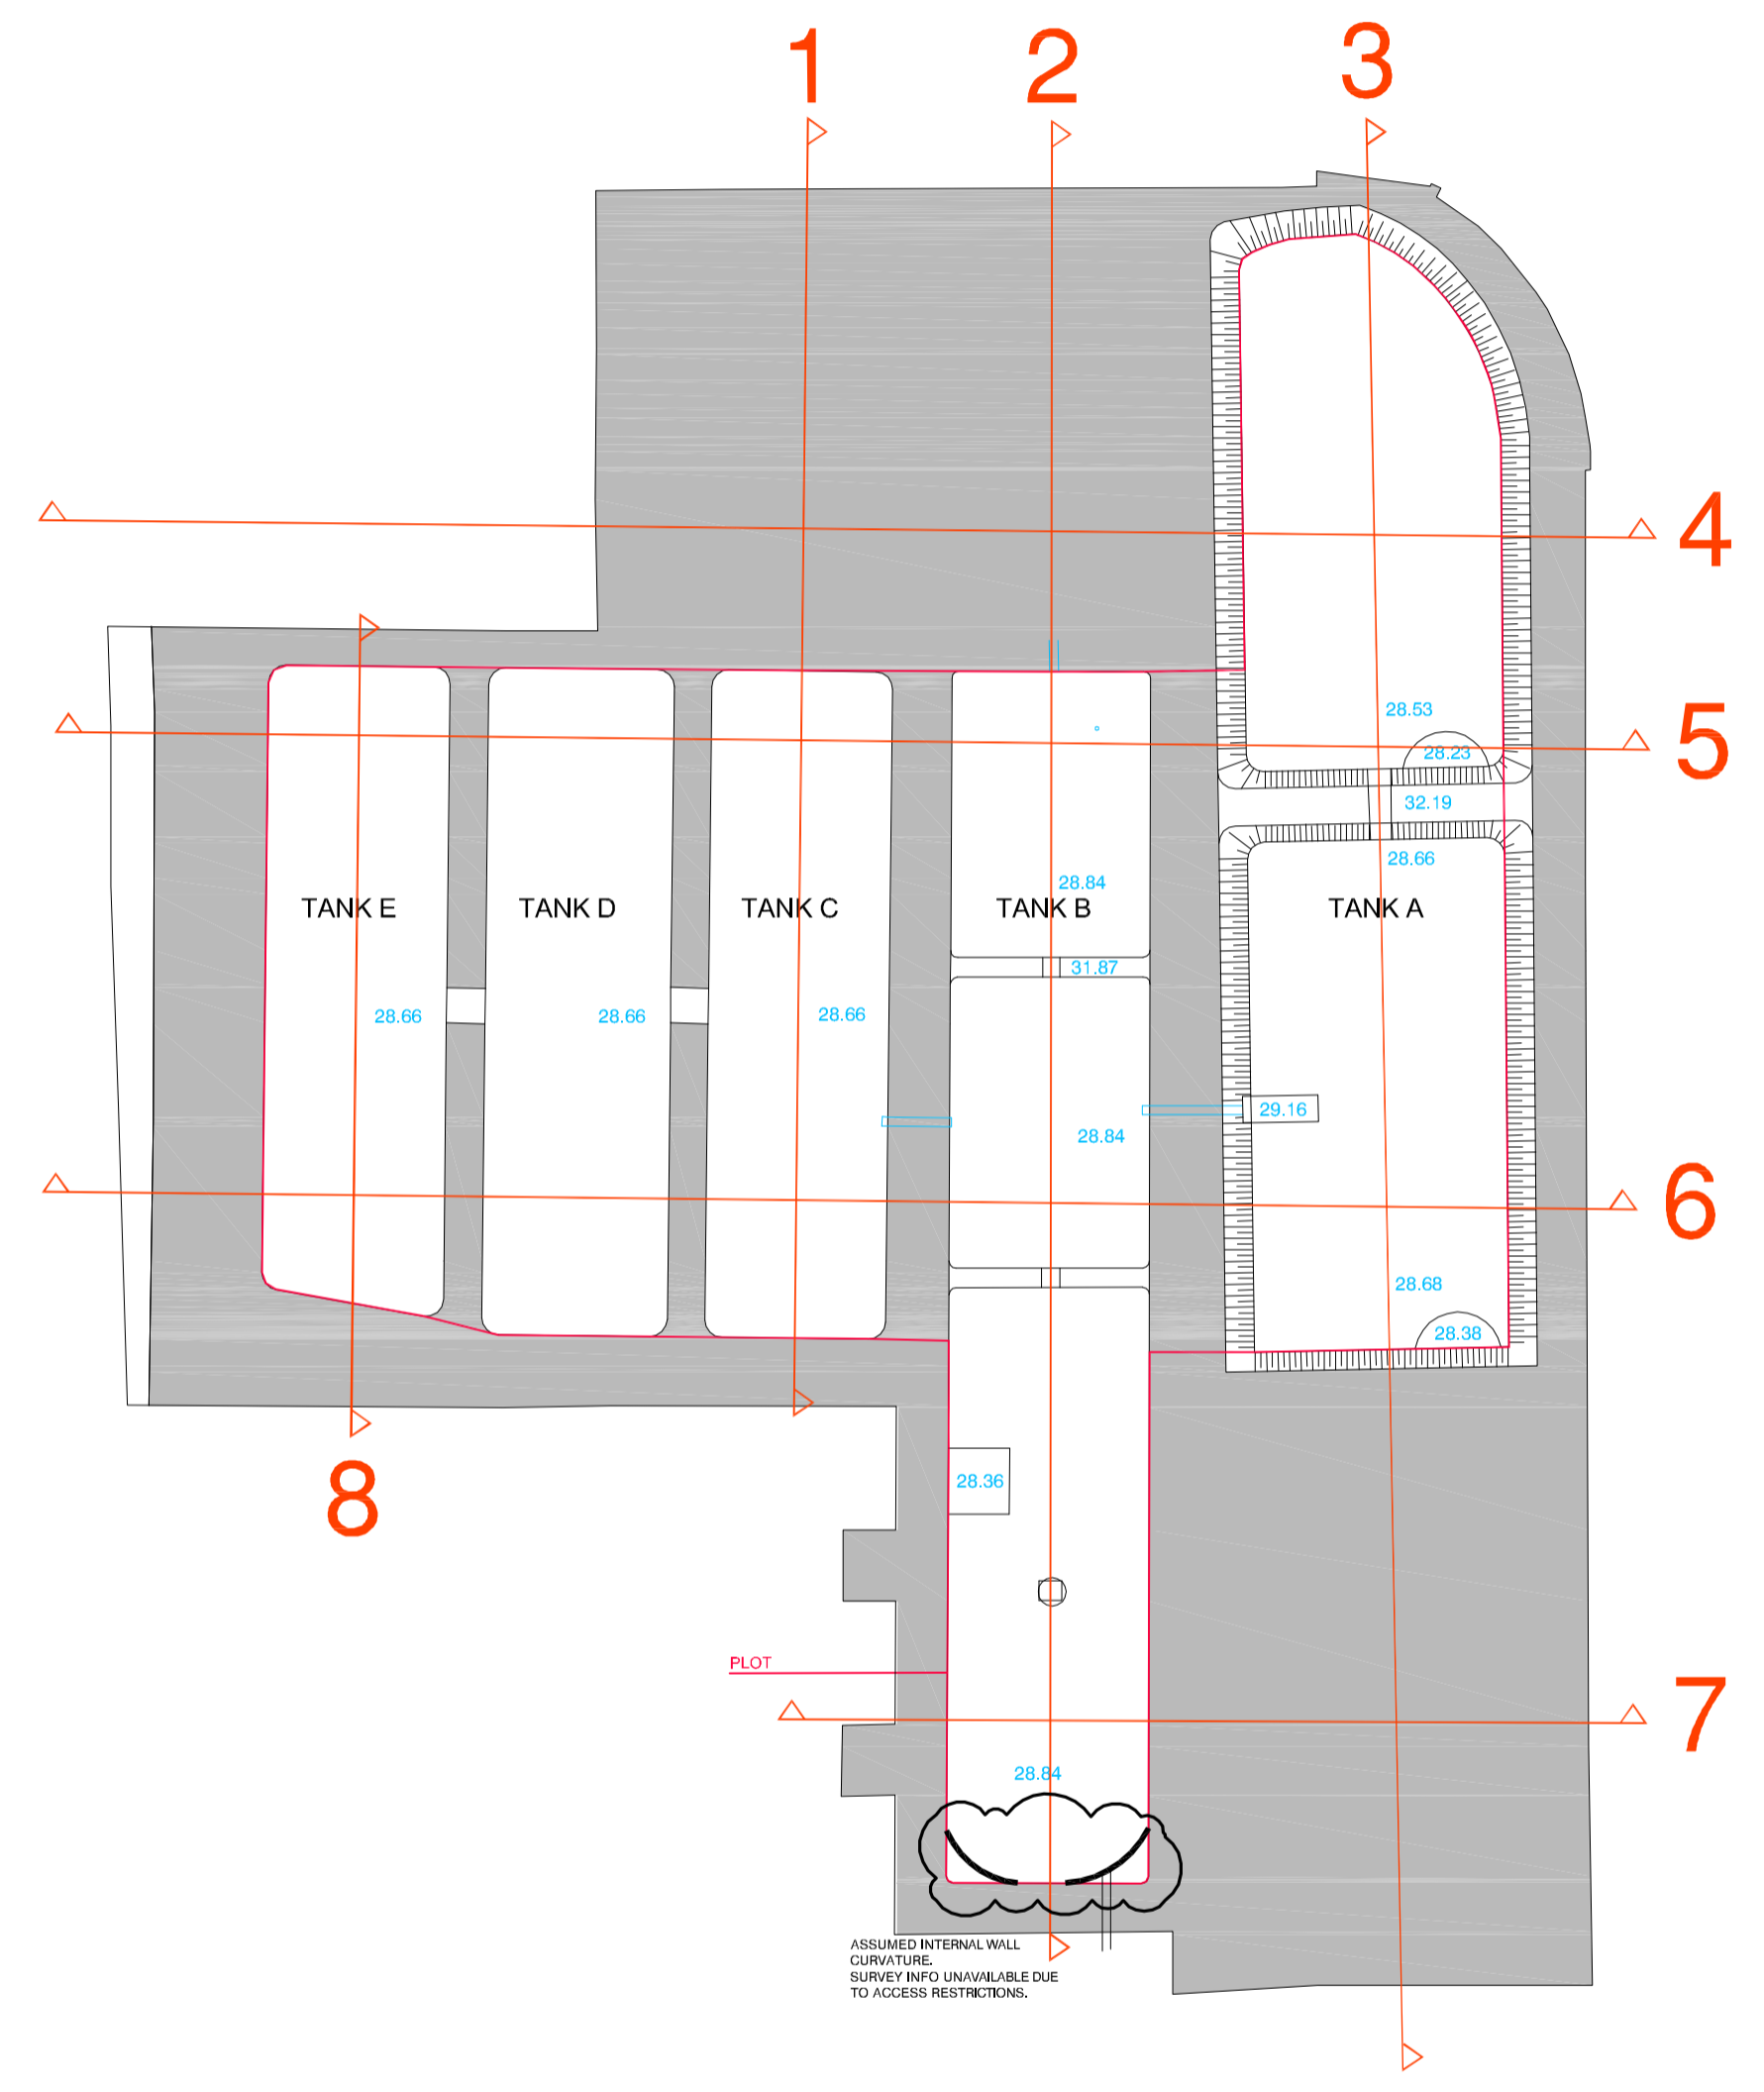 1
2
3
4
28.53
5
28.23
32.19
28.66
28.84
TANK E
TANK D
TANK C
TANK B
TANK A
31.87
28.66
28.66
28.66
29.16
28.84
6
28.68
28.38
28.36
8
PLOT
7
28.84
ASSUMED INTERNAL WALL
CURVATURE.
SURVEY INFO UNAVAILABLE DUE
TO ACCESS RESTRICTIONS.